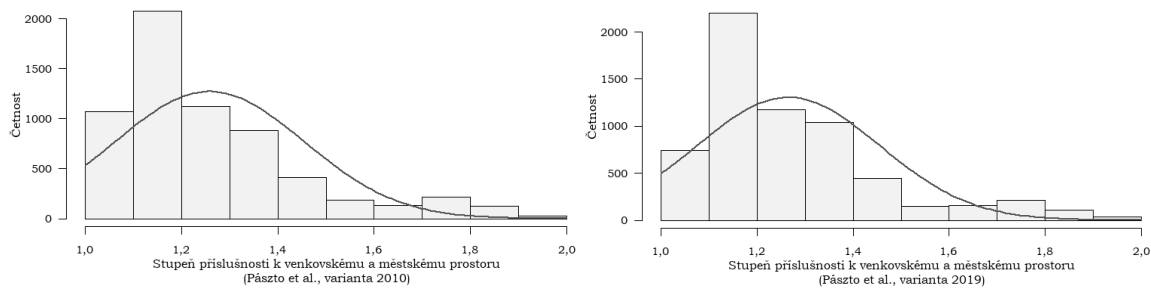 2000
1500
1000
500
0
Četnost
1,0 1,2 1,4 1,6 1,8 2,0
Stupeň příslušnosti k venkovskému a městskému prostoru
(Pászto et al., varianta 2010)
2000
1500
1000
500
0
Četnost
1,0 1,2 1,4 1,6 1,8 2,0
Stupeň příslušnosti k venkovskému a městskému prostoru
(Pászto et al., varianta 2019)